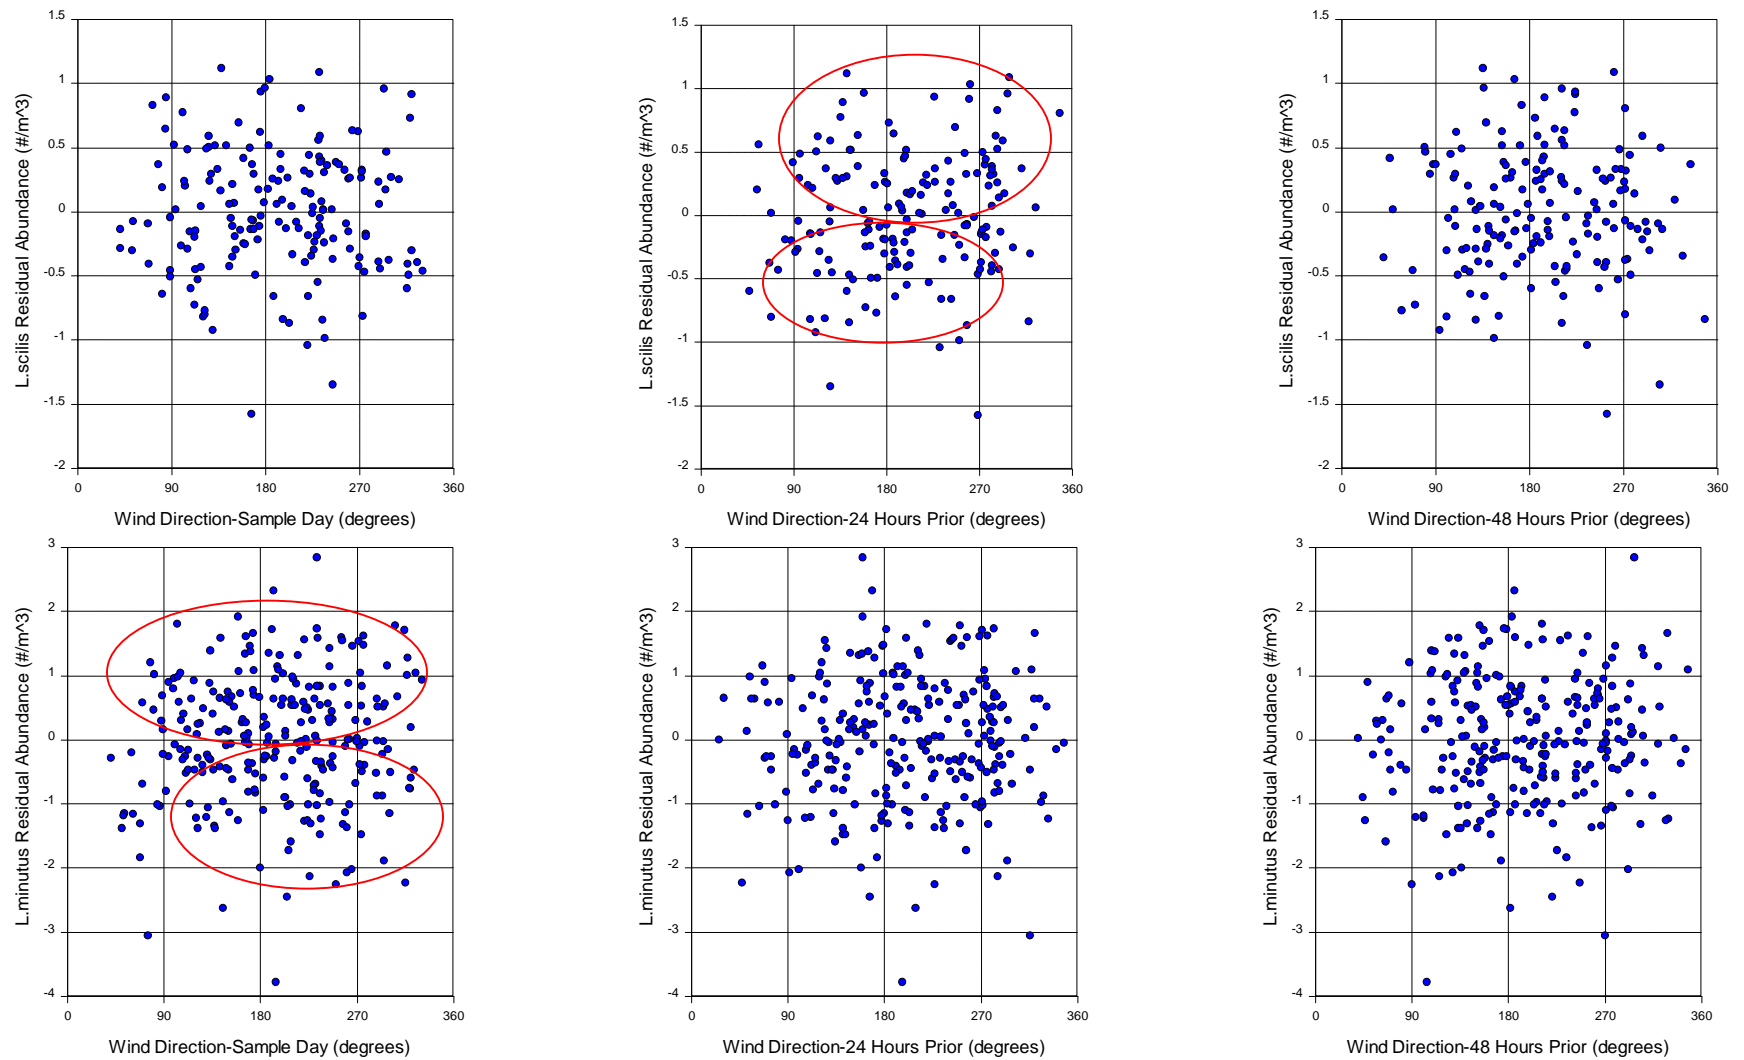 1.5
1
0.5
0
-0.5
-1
-1.5
-2
0 90 180 270 360
L.scilis Residual Abundance (#/m^3)
Wind Direction-Sample Day (degrees)
1.5
1
0.5
0
-0.5
-1
-1.5
-2
0 90 180 270 360
L.scilis Residual Abundance (#/m^3)
Wind Direction-24 Hours Prior (degrees)
1.5
1
0.5
0
-0.5
-1
-1.5
-2
0 90 180 270 360
L.scilis Residual Abundance (#/m^3)
Wind Direction-48 Hours Prior (degrees)
3
2
1
0
-1
-2
-3
-4
0 90 180 270 360
L.minutus Residual Abundance (#/m^3)
Wind Direction-Sample Day (degrees)
3
2
1
0
-1
-2
-3
-4
0 90 180 270 360
L.minutus Residual Abundance (#/m^3)
Wind Direction-24 Hours Prior (degrees)
3
2
1
0
-1
-2
-3
-4
0 90 180 270 360
L.minutus Residual Abundance (#/m^3)
Wind Direction-48 Hours Prior (degrees)